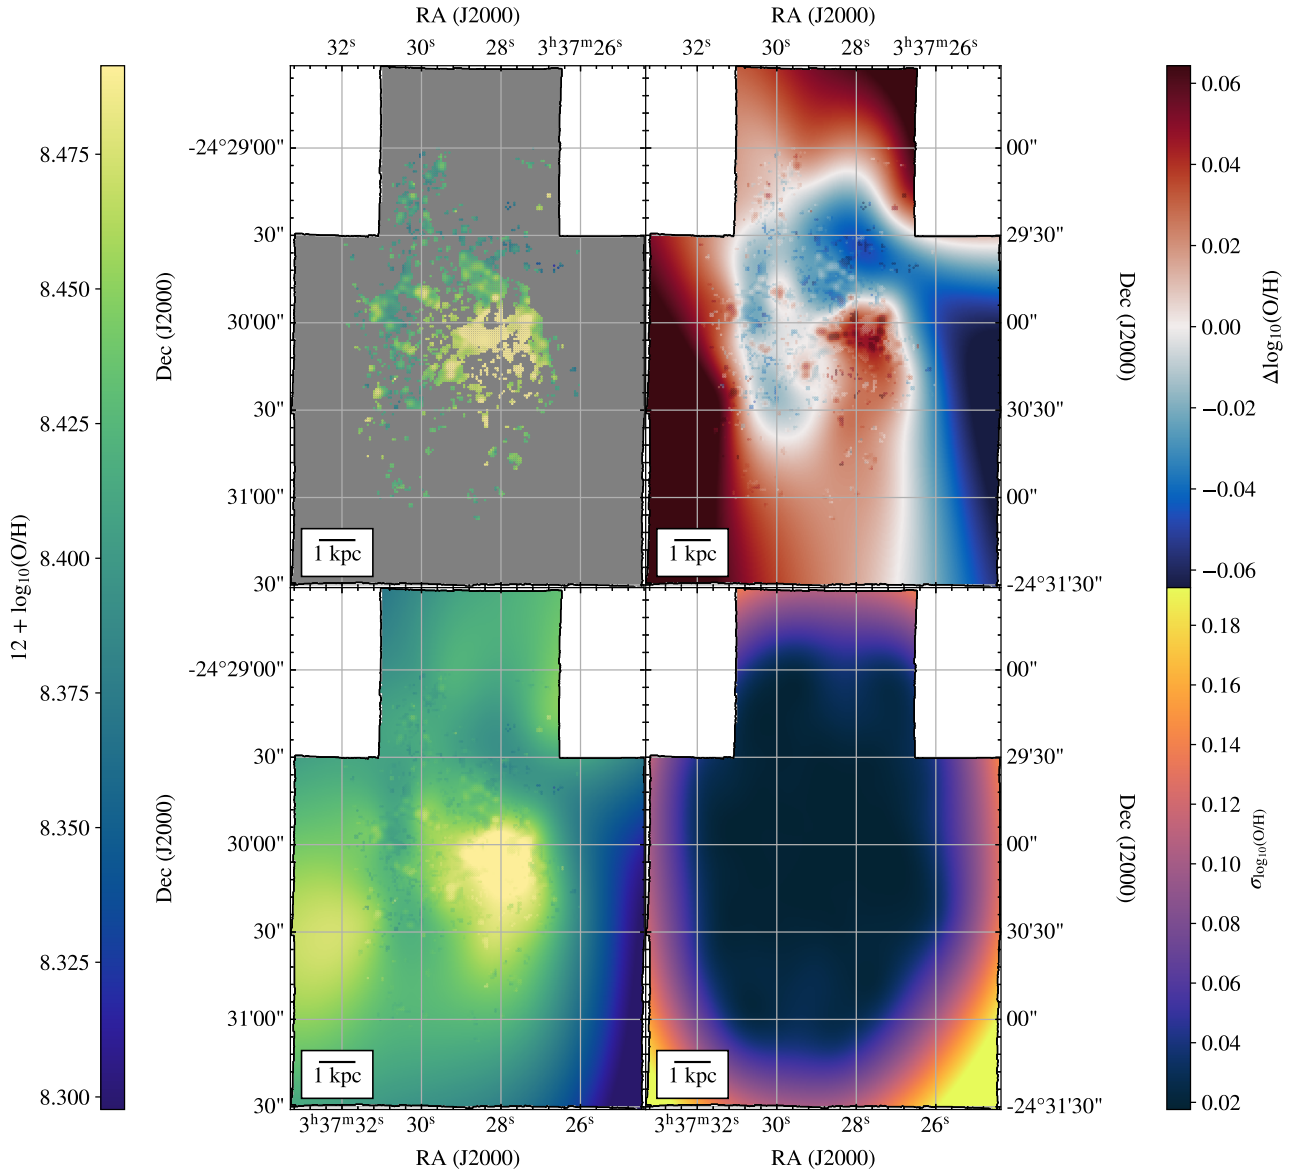 RA (J2000)
RA (J2000)
32ˢ 30ˢ 28ˢ 3ʰ37ᵐ26ˢ
32ˢ 30ˢ 28ˢ 3ʰ37ᵐ26ˢ
12 + log₁₀(O/H)
8.475
8.450
8.425
8.400
8.375
8.350
8.325
8.300
Dec (J2000)
-24°29'00"
30"
30'00"
30"
31'00"
30"
1 kpc
1 kpc
00"
29'30"
00"
30'30"
00"
-24°31'30"
Dec (J2000)
0.06
0.04
0.02
0.00
−0.02
−0.04
−0.06
Δlog₁₀(O/H)
Dec (J2000)
-24°29'00"
30"
30'00"
30"
31'00"
30"
1 kpc
1 kpc
00"
29'30"
00"
30'30"
00"
-24°31'30"
Dec (J2000)
0.18
0.16
0.14
0.12
0.10
0.08
0.06
0.04
0.02
σlog₁₀(O/H)
3ʰ37ᵐ32ˢ 30ˢ 28ˢ 26ˢ
3ʰ37ᵐ32ˢ 30ˢ 28ˢ 26ˢ
RA (J2000)
RA (J2000)